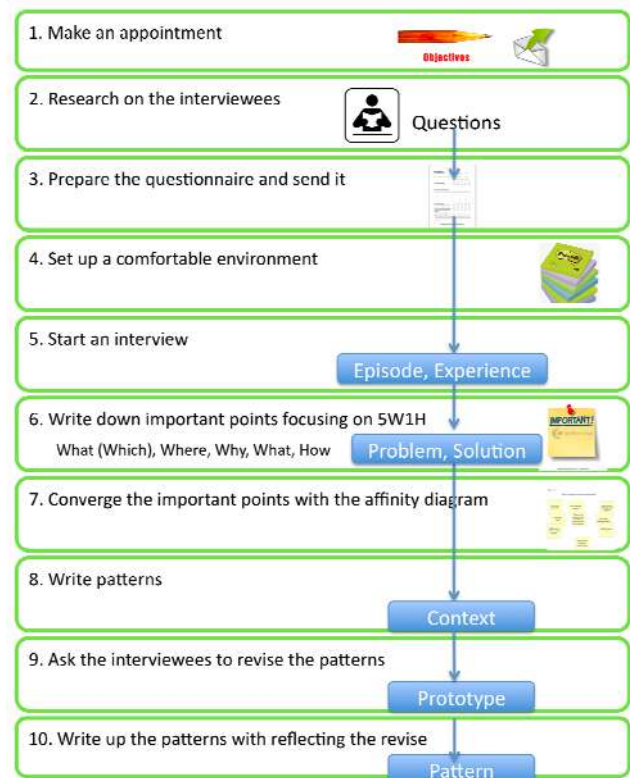 1. Make an appointment
Objectives
2. Research on the interviewees
Questions
3. Prepare the questionnaire and send it
4. Set up a comfortable environment
5. Start an interview
Episode, Experience
6. Write down important points focusing on 5W1H
IMPORTANT!
What (Which), Where, Why, What, How
Problem, Solution
7. Converge the important points with the affinity diagram
8. Write patterns
Context
9. Ask the interviewees to revise the patterns
Prototype
10. Write up the patterns with reflecting the revise
Pattern